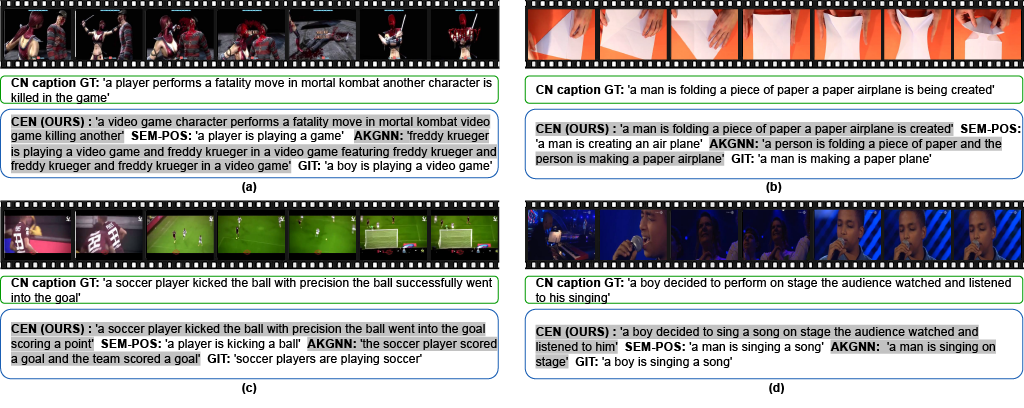 CN caption GT: 'a player performs a fatality move in mortal kombat another character is
killed in the game'
CEN (OURS) : 'a video game character performs a fatality move in mortal kombat video
game killing another' SEM-POS: 'a player is playing a game' AKGNN: 'freddy krueger
is playing a video game and freddy krueger in a video game featuring freddy krueger and
freddy krueger and freddy krueger in a video game' GIT: 'a boy is playing a video game'
(a)
CN caption GT: 'a man is folding a piece of paper a paper airplane is being created'
CEN (OURS) : 'a man is folding a piece of paper a paper airplane is created' SEM-POS:
'a man is creating an air plane' AKGNN: 'a person is folding a piece of paper and the
person is making a paper airplane' GIT: 'a man is making a paper plane'
(b)
CN caption GT: 'a soccer player kicked the ball with precision the ball successfully went
into the goal'
CEN (OURS) : 'a soccer player kicked the ball with precision the ball went into the goal
scoring a point' SEM-POS: 'a player is kicking a ball' AKGNN: 'the soccer player scored
a goal and the team scored a goal' GIT: 'soccer players are playing soccer'
(c)
CN caption GT: 'a boy decided to perform on stage the audience watched and listened
to his singing'
CEN (OURS) : 'a boy decided to sing a song on stage the audience watched and
listened to him' SEM-POS: 'a man is singing a song' AKGNN: 'a man is singing on
stage' GIT: 'a boy is singing a song'
(d)